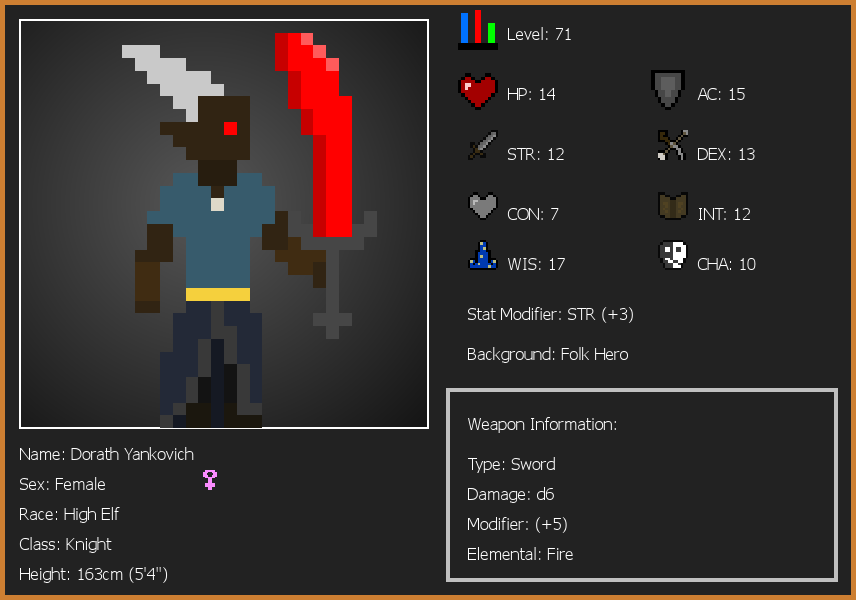 Level: 71
HP: 14
AC: 15
STR: 12
DEX: 13
CON: 7
INT: 12
WIS: 17
CHA: 10
Stat Modifier: STR (+3)
Background: Folk Hero
Weapon Information:
Type: Sword
Damage: d6
Modifier: (+5)
Elemental: Fire
Name: Dorath Yankovich
Sex: Female
Race: High Elf
Class: Knight
Height: 163cm (5'4")